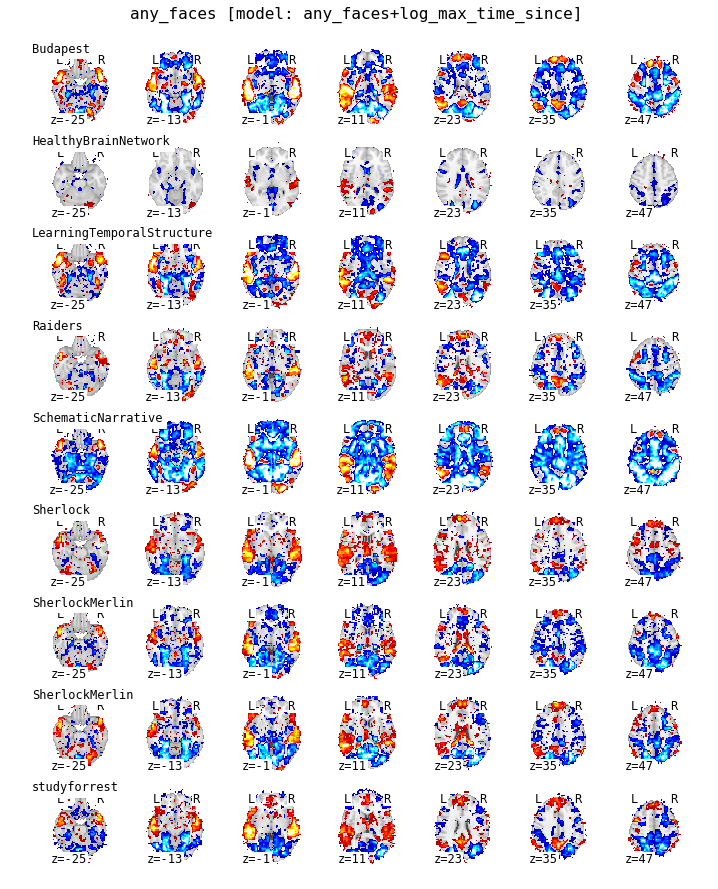 any_faces [model: any_faces+log_max_time_since]
Budapest
L R L R L R L R L R L R L R
z=-25 z=-13 z=-1 z=11 z=23 z=35 z=47
HealthyBrainNetwork
L R L R L R L R L R L R L R
z=-25 z=-13 z=-1 z=11 z=23 z=35 z=47
LearningTemporalStructure
L R L R L R L R L R L R L R
z=-25 z=-13 z=-1 z=11 z=23 z=35 z=47
Raiders
L R L R L R L R L R L R L R
z=-25 z=-13 z=-1 z=11 z=23 z=35 z=47
SchematicNarrative
L R L R L R L R L R L R L R
z=-25 z=-13 z=-1 z=11 z=23 z=35 z=47
Sherlock
L R L R L R L R L R L R L R
z=-25 z=-13 z=-1 z=11 z=23 z=35 z=47
SherlockMerlin
L R L R L R L R L R L R L R
z=-25 z=-13 z=-1 z=11 z=23 z=35 z=47
SherlockMerlin
L R L R L R L R L R L R L R
z=-25 z=-13 z=-1 z=11 z=23 z=35 z=47
studyforrest
L R L R L R L R L R L R L R
z=-25 z=-13 z=-1 z=11 z=23 z=35 z=47